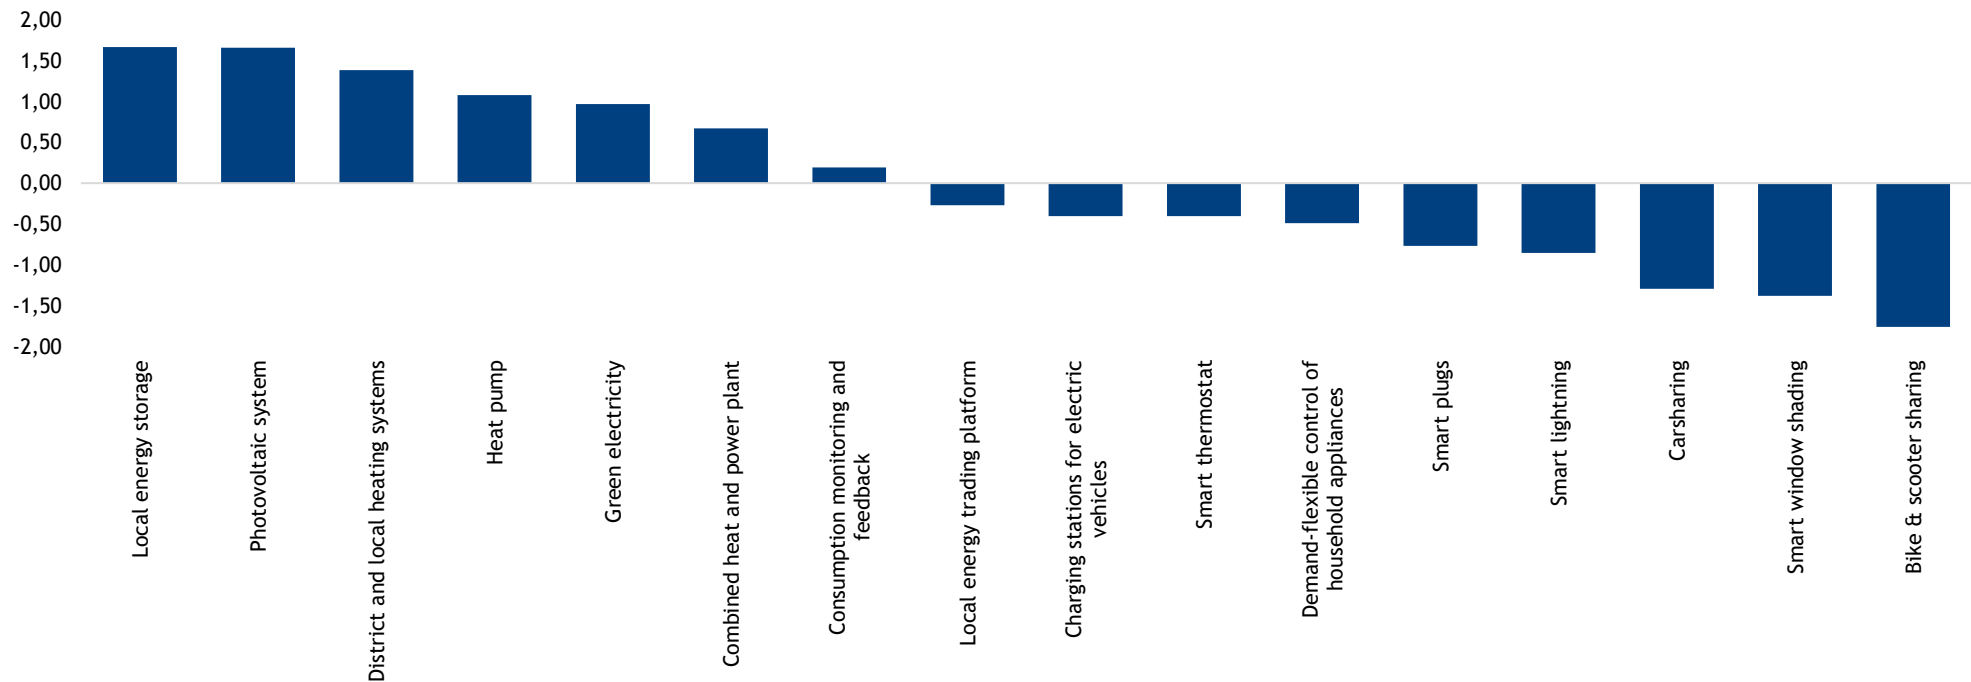 2,00
1,50
1,00
0,50
0,00
-0,50
-1,00
-1,50
-2,00
Local energy storage
Photovoltaic system
District and local heating systems
Heat pump
Green electricity
Combined heat and power plant
Consumption monitoring and
feedback
Local energy trading platform
Charging stations for electric
vehicles
Smart thermostat
Demand-flexible control of
household appliances
Smart plugs
Smart lightning
Carsharing
Smart window shading
Bike & scooter sharing